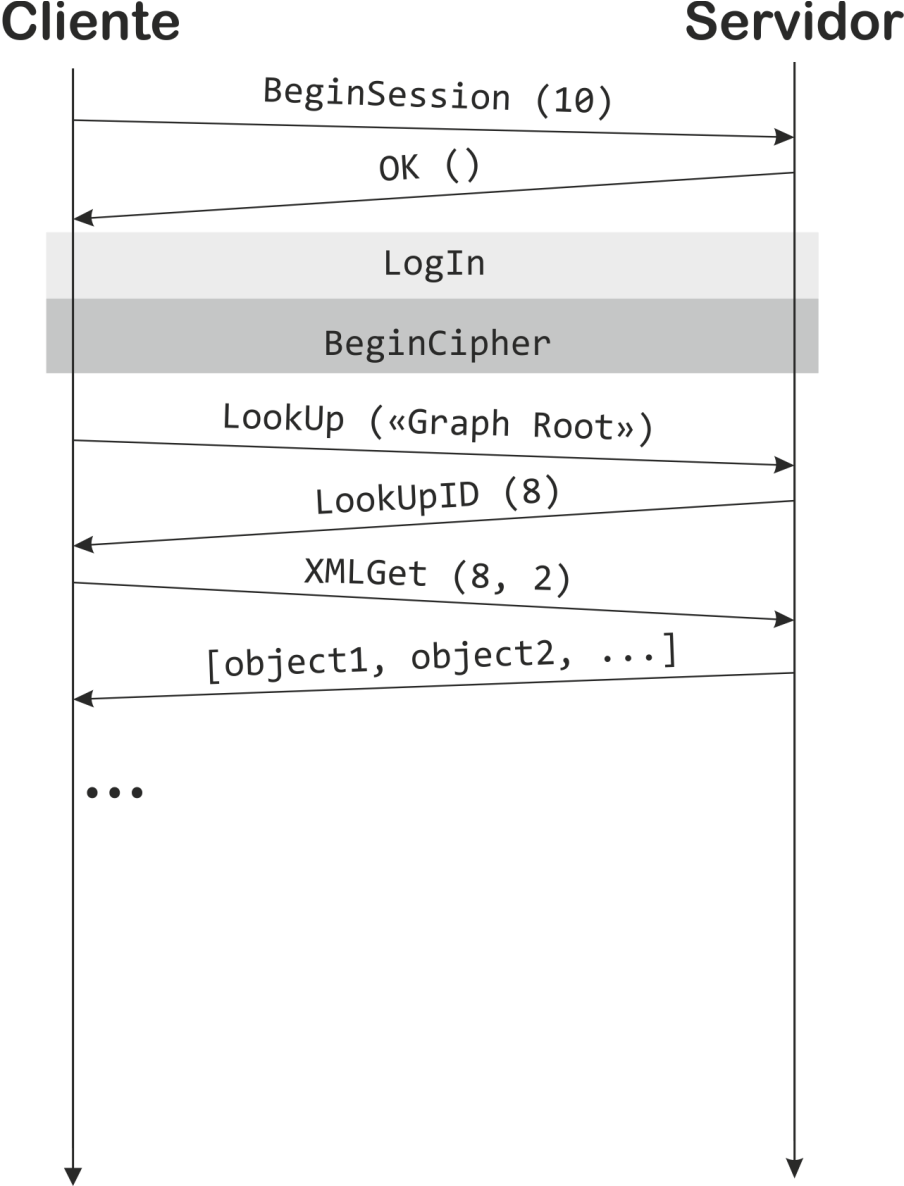 Cliente
Servidor
BeginSession (10)
OK ()
LogIn
BeginCipher
LookUp («Graph Root»)
LookUpID (8)
XMLGet (8, 2)
[object1, object2, ...]
...